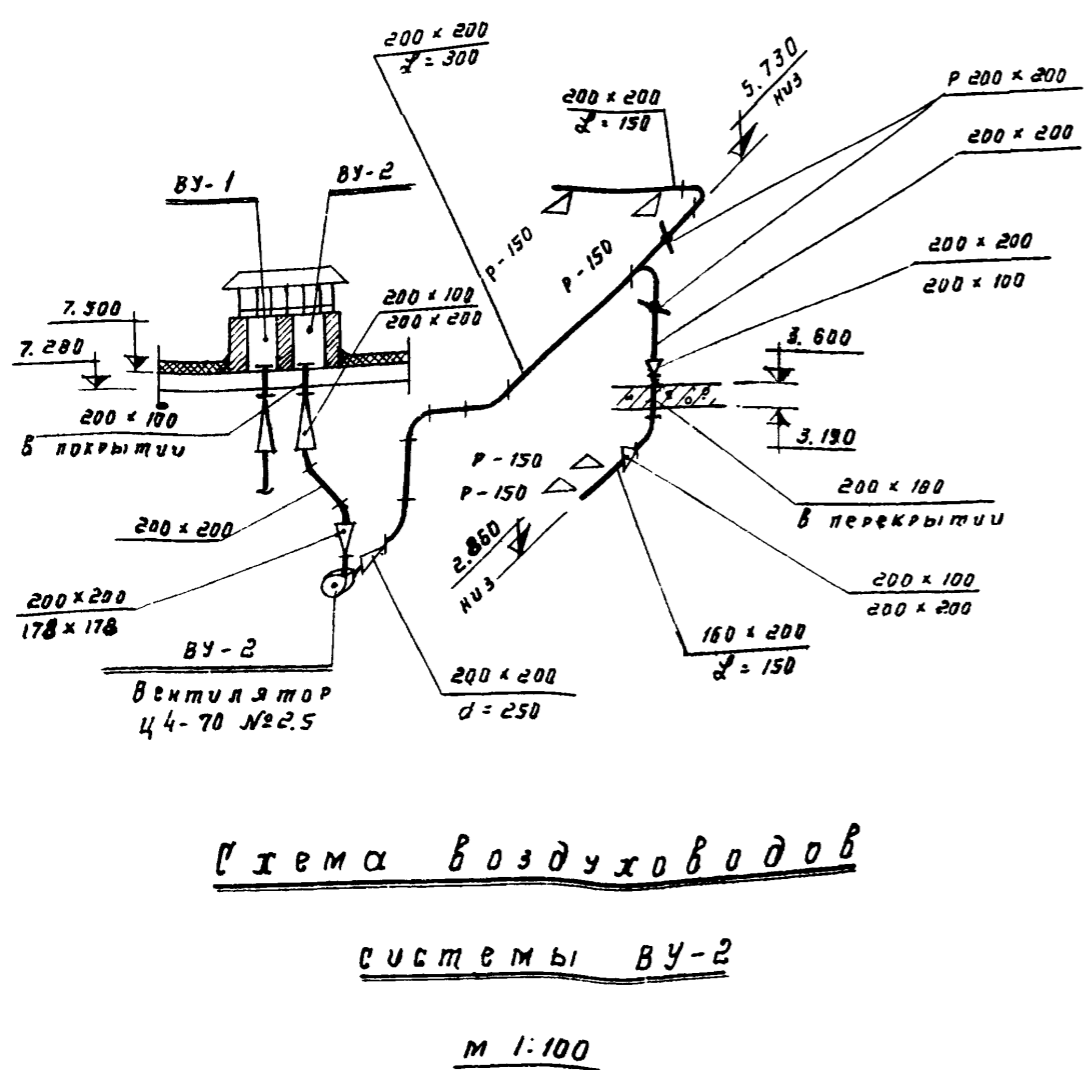 200 × 200
L = 300
5.730
низ
200 × 200
L = 150
Р 200 × 200
200 × 200
ВУ-1
ВУ-2
Р-150
Р-150
200 × 200
200 × 100
7.500
200 × 100
200 × 200
7.280
3.600
200 × 100
в покрытии
3.190
Р-150
Р-150
200 × 180
в перекрытии
200 × 200
2.860
низ
200 × 200
178 × 178
200 × 100
200 × 200
160 × 200
L = 150
ВУ-2
Вентилятор
Ц4-70 №2.5
200 × 200
d = 250
Схема воздуховодов
системы ВУ-2
м 1:100